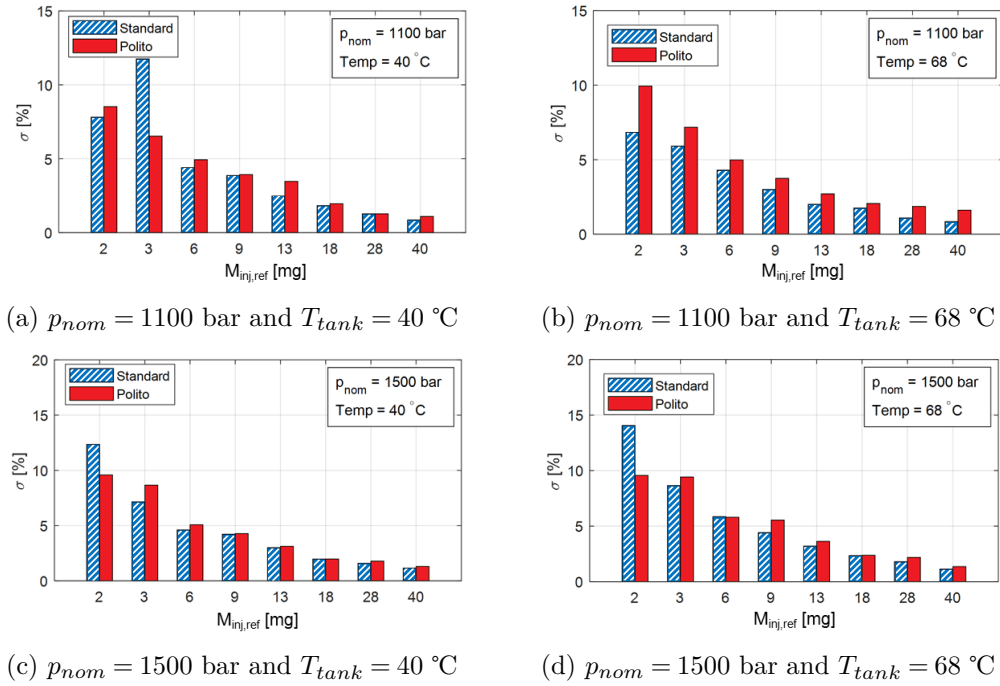 15
10
5
0
σ [%]
Standard
Polito
p_nom = 1100 bar
Temp = 40 °C
2 3 6 9 13 18 28 40
M_inj,ref [mg]
(a) p_nom = 1100 bar and T_tank = 40 °C
15
10
5
0
σ [%]
Standard
Polito
p_nom = 1100 bar
Temp = 68 °C
2 3 6 9 13 18 28 40
M_inj,ref [mg]
(b) p_nom = 1100 bar and T_tank = 68 °C
20
15
10
5
0
σ [%]
Standard
Polito
p_nom = 1500 bar
Temp = 40 °C
2 3 6 9 13 18 28 40
M_inj,ref [mg]
(c) p_nom = 1500 bar and T_tank = 40 °C
20
15
10
5
0
σ [%]
Standard
Polito
p_nom = 1500 bar
Temp = 68 °C
2 3 6 9 13 18 28 40
M_inj,ref [mg]
(d) p_nom = 1500 bar and T_tank = 68 °C